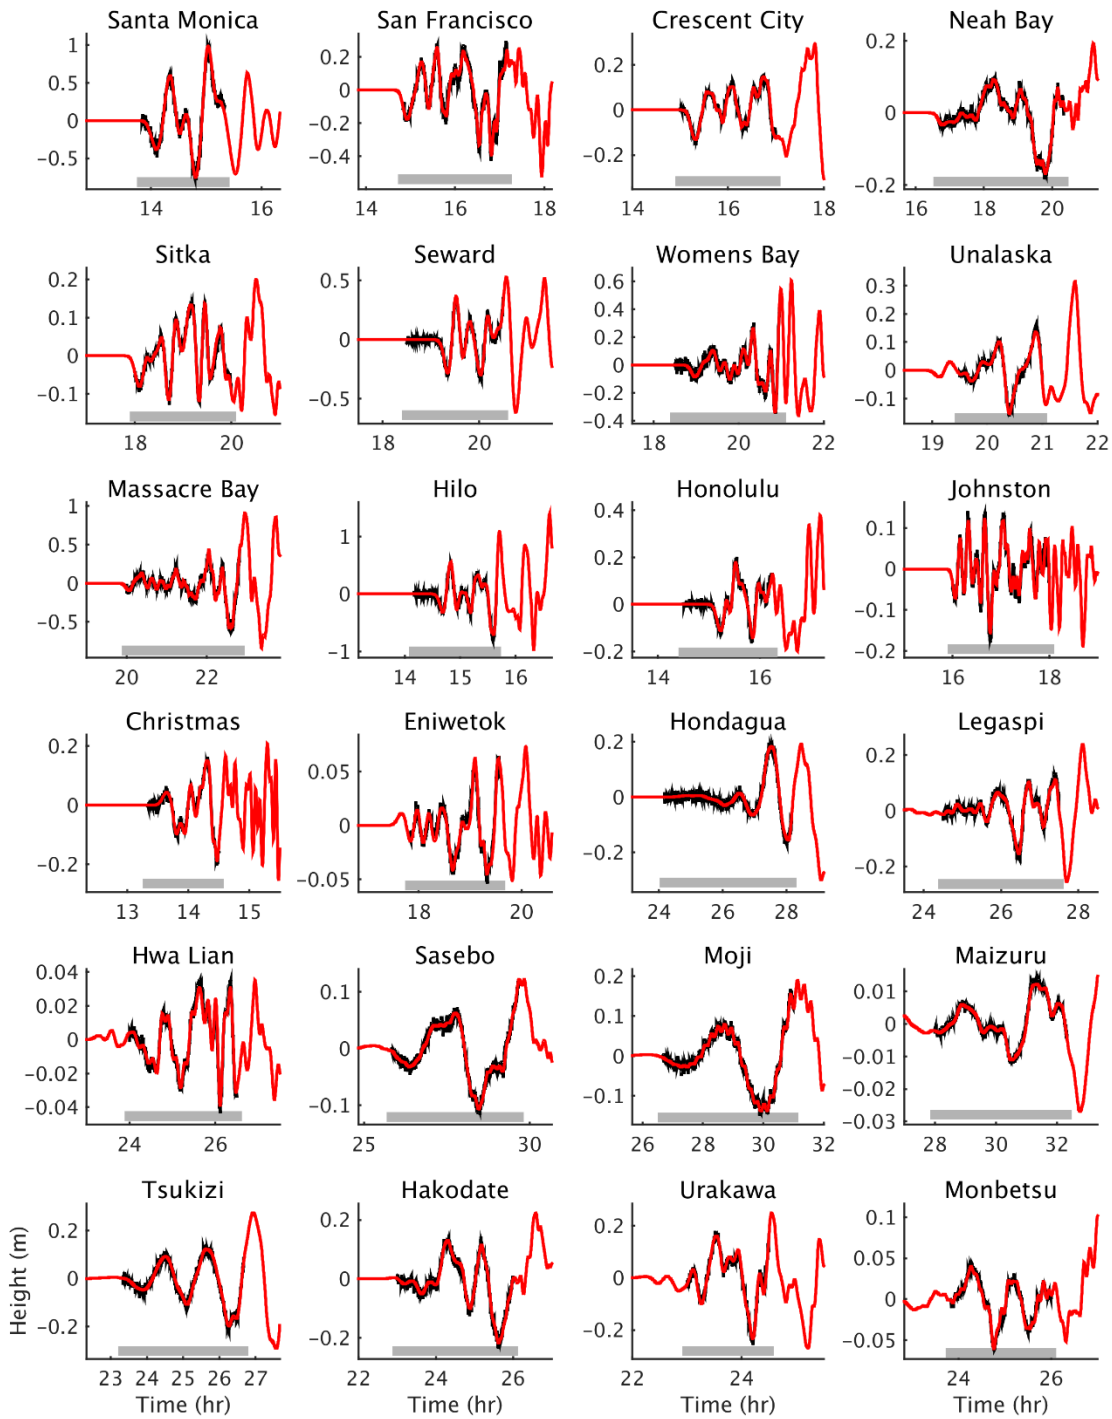 Santa Monica San Francisco Crescent City Neah Bay
1 0.5 0 −0.5 14 16
0.2 0 −0.2 −0.4 14 16 18
0.2 0 −0.2 14 16 18
0.2 0 −0.2 16 18 20
Sitka Seward Womens Bay Unalaska
0.2 0.1 0 −0.1 18 20
0.5 0 −0.5 18 20
0.6 0.4 0.2 0 −0.2 −0.4 18 20 22
0.3 0.2 0.1 0 −0.1 19 20 21 22
Massacre Bay Hilo Honolulu Johnston
1 0.5 0 −0.5 20 22
1 0 −1 14 15 16
0.4 0.2 0 −0.2 14 15 16 17
0.1 0 −0.1 −0.2 16 18
Christmas Eniwetok Hondagua Legaspi
0.2 0 −0.2 13 14 15
0.05 0 −0.05 18 20
0.2 0 −0.2 24 26 28
0.2 0 −0.2 24 26 28
Hwa Lian Sasebo Moji Maizuru
0.04 0.02 0 −0.02 −0.04 24 26
0.1 0 −0.1 25 30
0.2 0.1 0 −0.1 26 28 30 32
0.01 0 −0.01 −0.02 −0.03 28 30 32
Tsukizi Hakodate Urakawa Monbetsu
0.2 0 −0.2 23 24 25 26 27
0.2 0 −0.2 22 24 26
0.2 0 −0.2 22 24
0.1 0.05 0 −0.05 24 26
Height (m)
Time (hr) Time (hr) Time (hr) Time (hr)